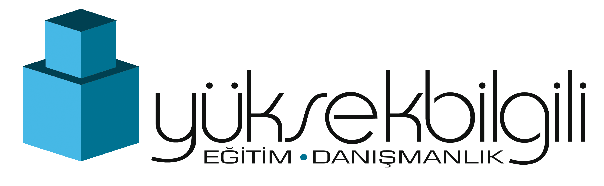 yüksekbilgili
EĞİTİM • DANIŞMANLIK